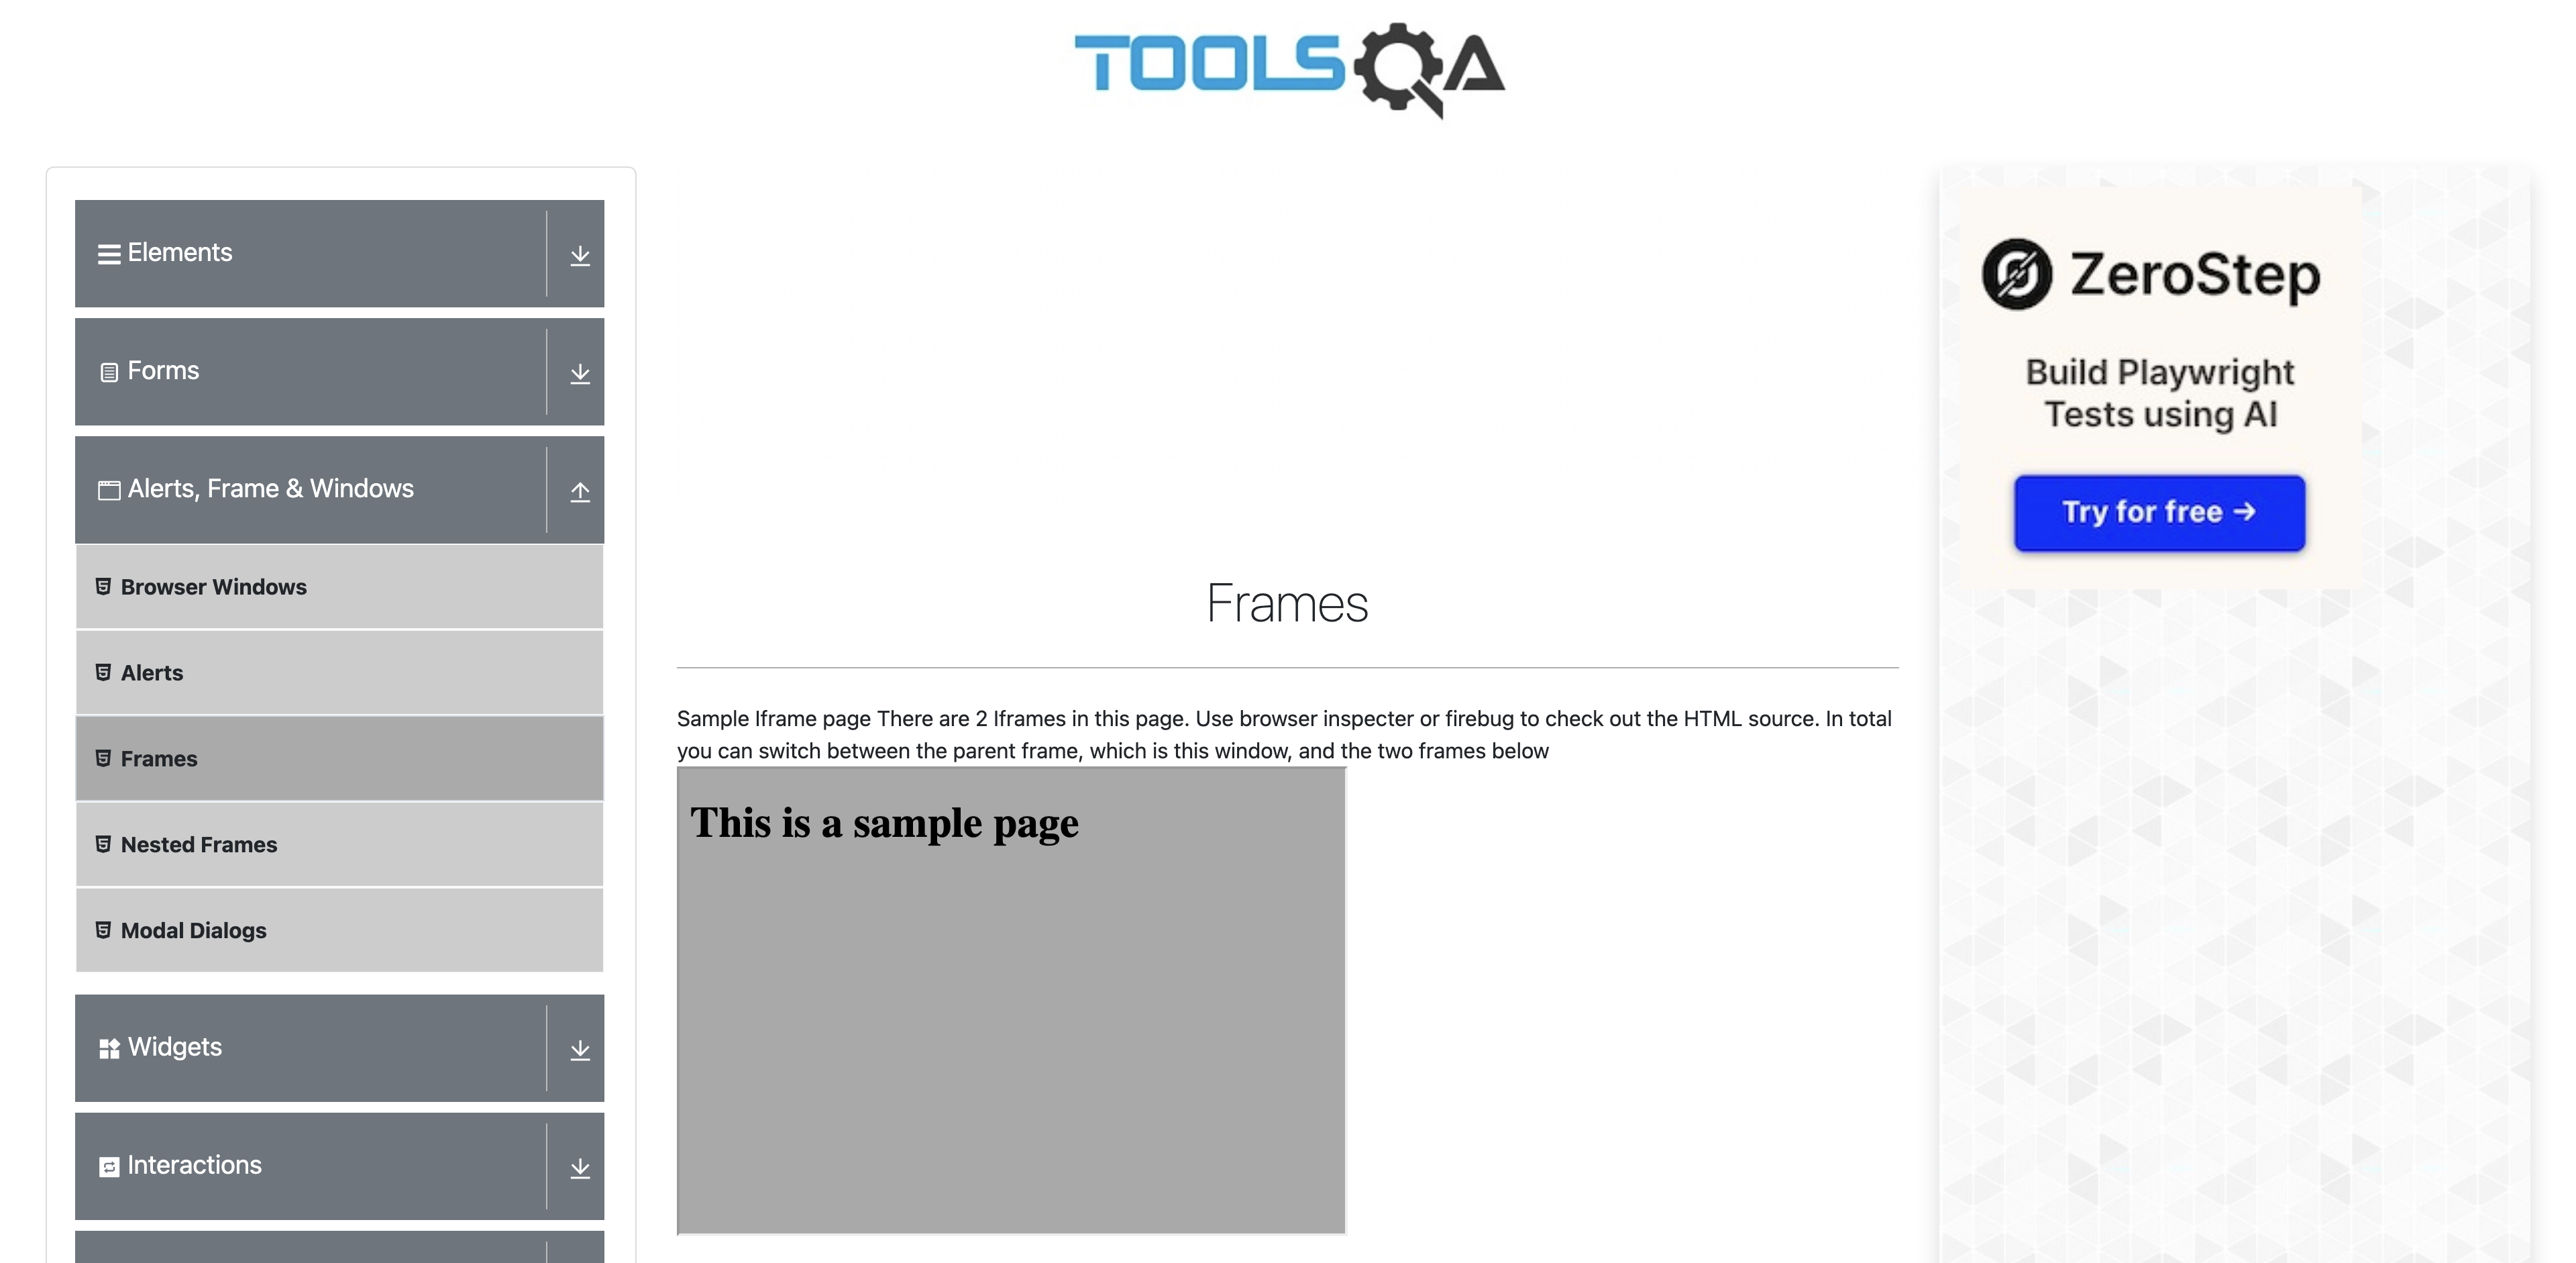 TOOLSQA
Elements
Forms
Alerts, Frame & Windows
Browser Windows
Alerts
Frames
Nested Frames
Modal Dialogs
Widgets
Interactions
Frames
Sample Iframe page There are 2 Iframes in this page. Use browser inspecter or firebug to check out the HTML source. In total
you can switch between the parent frame, which is this window, and the two frames below
This is a sample page
ZeroStep
Build Playwright
Tests using AI
Try for free →